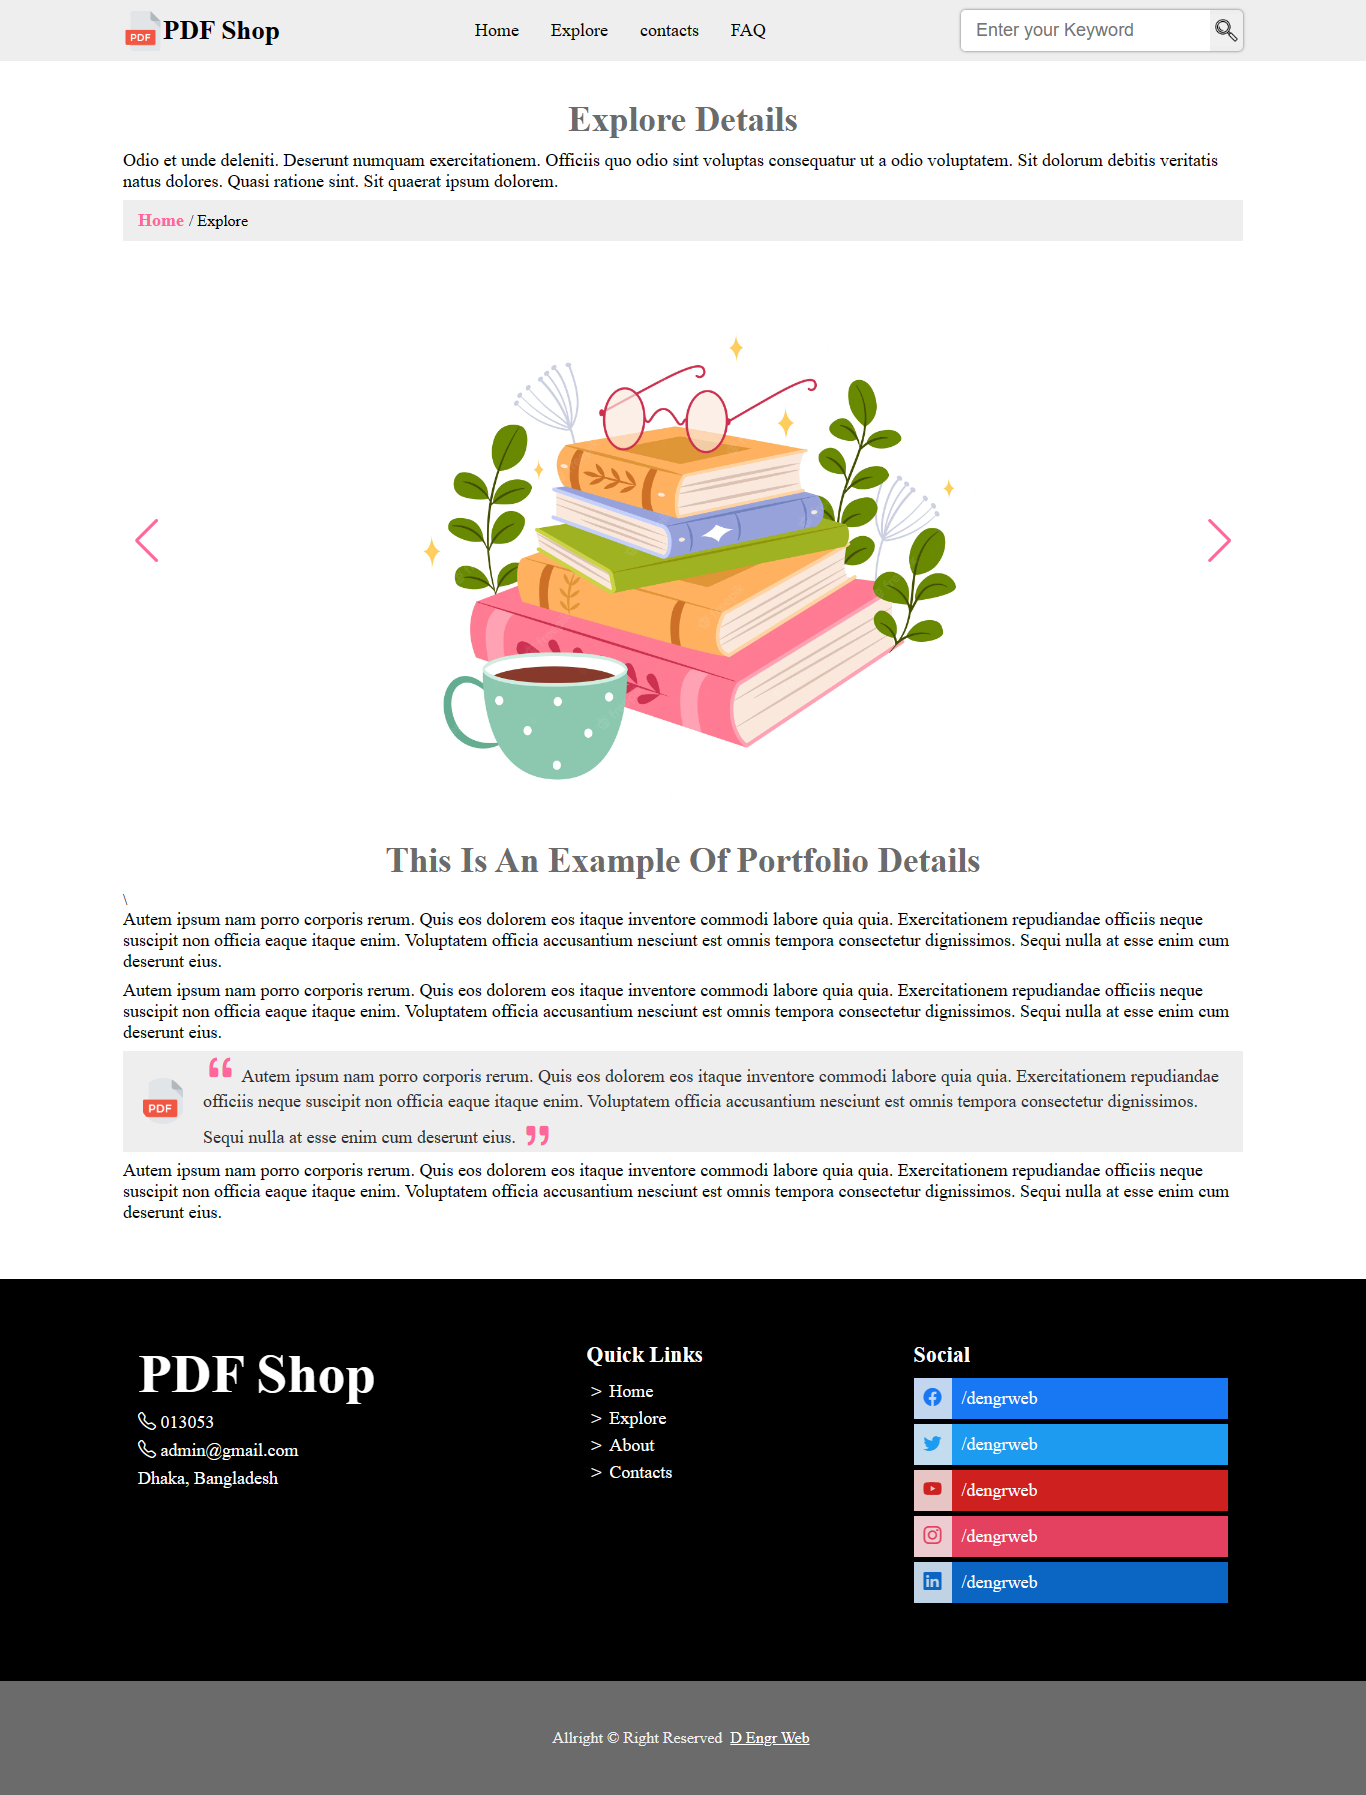 PDF PDF Shop Home Explore contacts FAQ Enter your Keyword
Explore Details
Odio et unde deleniti. Deserunt numquam exercitationem. Officiis quo odio sint voluptas consequatur ut a odio voluptatem. Sit dolorum debitis veritatis
natus dolores. Quasi ratione sint. Sit quaerat ipsum dolorem.
Home / Explore
This Is An Example Of Portfolio Details
\
Autem ipsum nam porro corporis rerum. Quis eos dolorem eos itaque inventore commodi labore quia quia. Exercitationem repudiandae officiis neque
suscipit non officia eaque itaque enim. Voluptatem officia accusantium nesciunt est omnis tempora consectetur dignissimos. Sequi nulla at esse enim cum
deserunt eius.
Autem ipsum nam porro corporis rerum. Quis eos dolorem eos itaque inventore commodi labore quia quia. Exercitationem repudiandae officiis neque
suscipit non officia eaque itaque enim. Voluptatem officia accusantium nesciunt est omnis tempora consectetur dignissimos. Sequi nulla at esse enim cum
deserunt eius.
PDF
“ Autem ipsum nam porro corporis rerum. Quis eos dolorem eos itaque inventore commodi labore quia quia. Exercitationem repudiandae
officiis neque suscipit non officia eaque itaque enim. Voluptatem officia accusantium nesciunt est omnis tempora consectetur dignissimos.
Sequi nulla at esse enim cum deserunt eius. ”
Autem ipsum nam porro corporis rerum. Quis eos dolorem eos itaque inventore commodi labore quia quia. Exercitationem repudiandae officiis neque
suscipit non officia eaque itaque enim. Voluptatem officia accusantium nesciunt est omnis tempora consectetur dignissimos. Sequi nulla at esse enim cum
deserunt eius.
PDF Shop
013053
admin@gmail.com
Dhaka, Bangladesh
Quick Links
> Home
> Explore
> About
> Contacts
Social
/dengrweb
/dengrweb
/dengrweb
/dengrweb
/dengrweb
Allright © Right Reserved D Engr Web